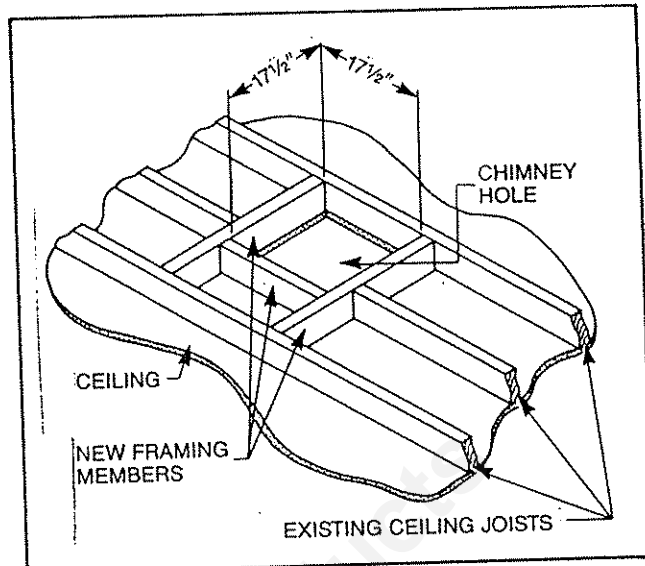 17½"
17½"
CHIMNEY
HOLE
CEILING
NEW FRAMING
MEMBERS
EXISTING CEILING JOISTS